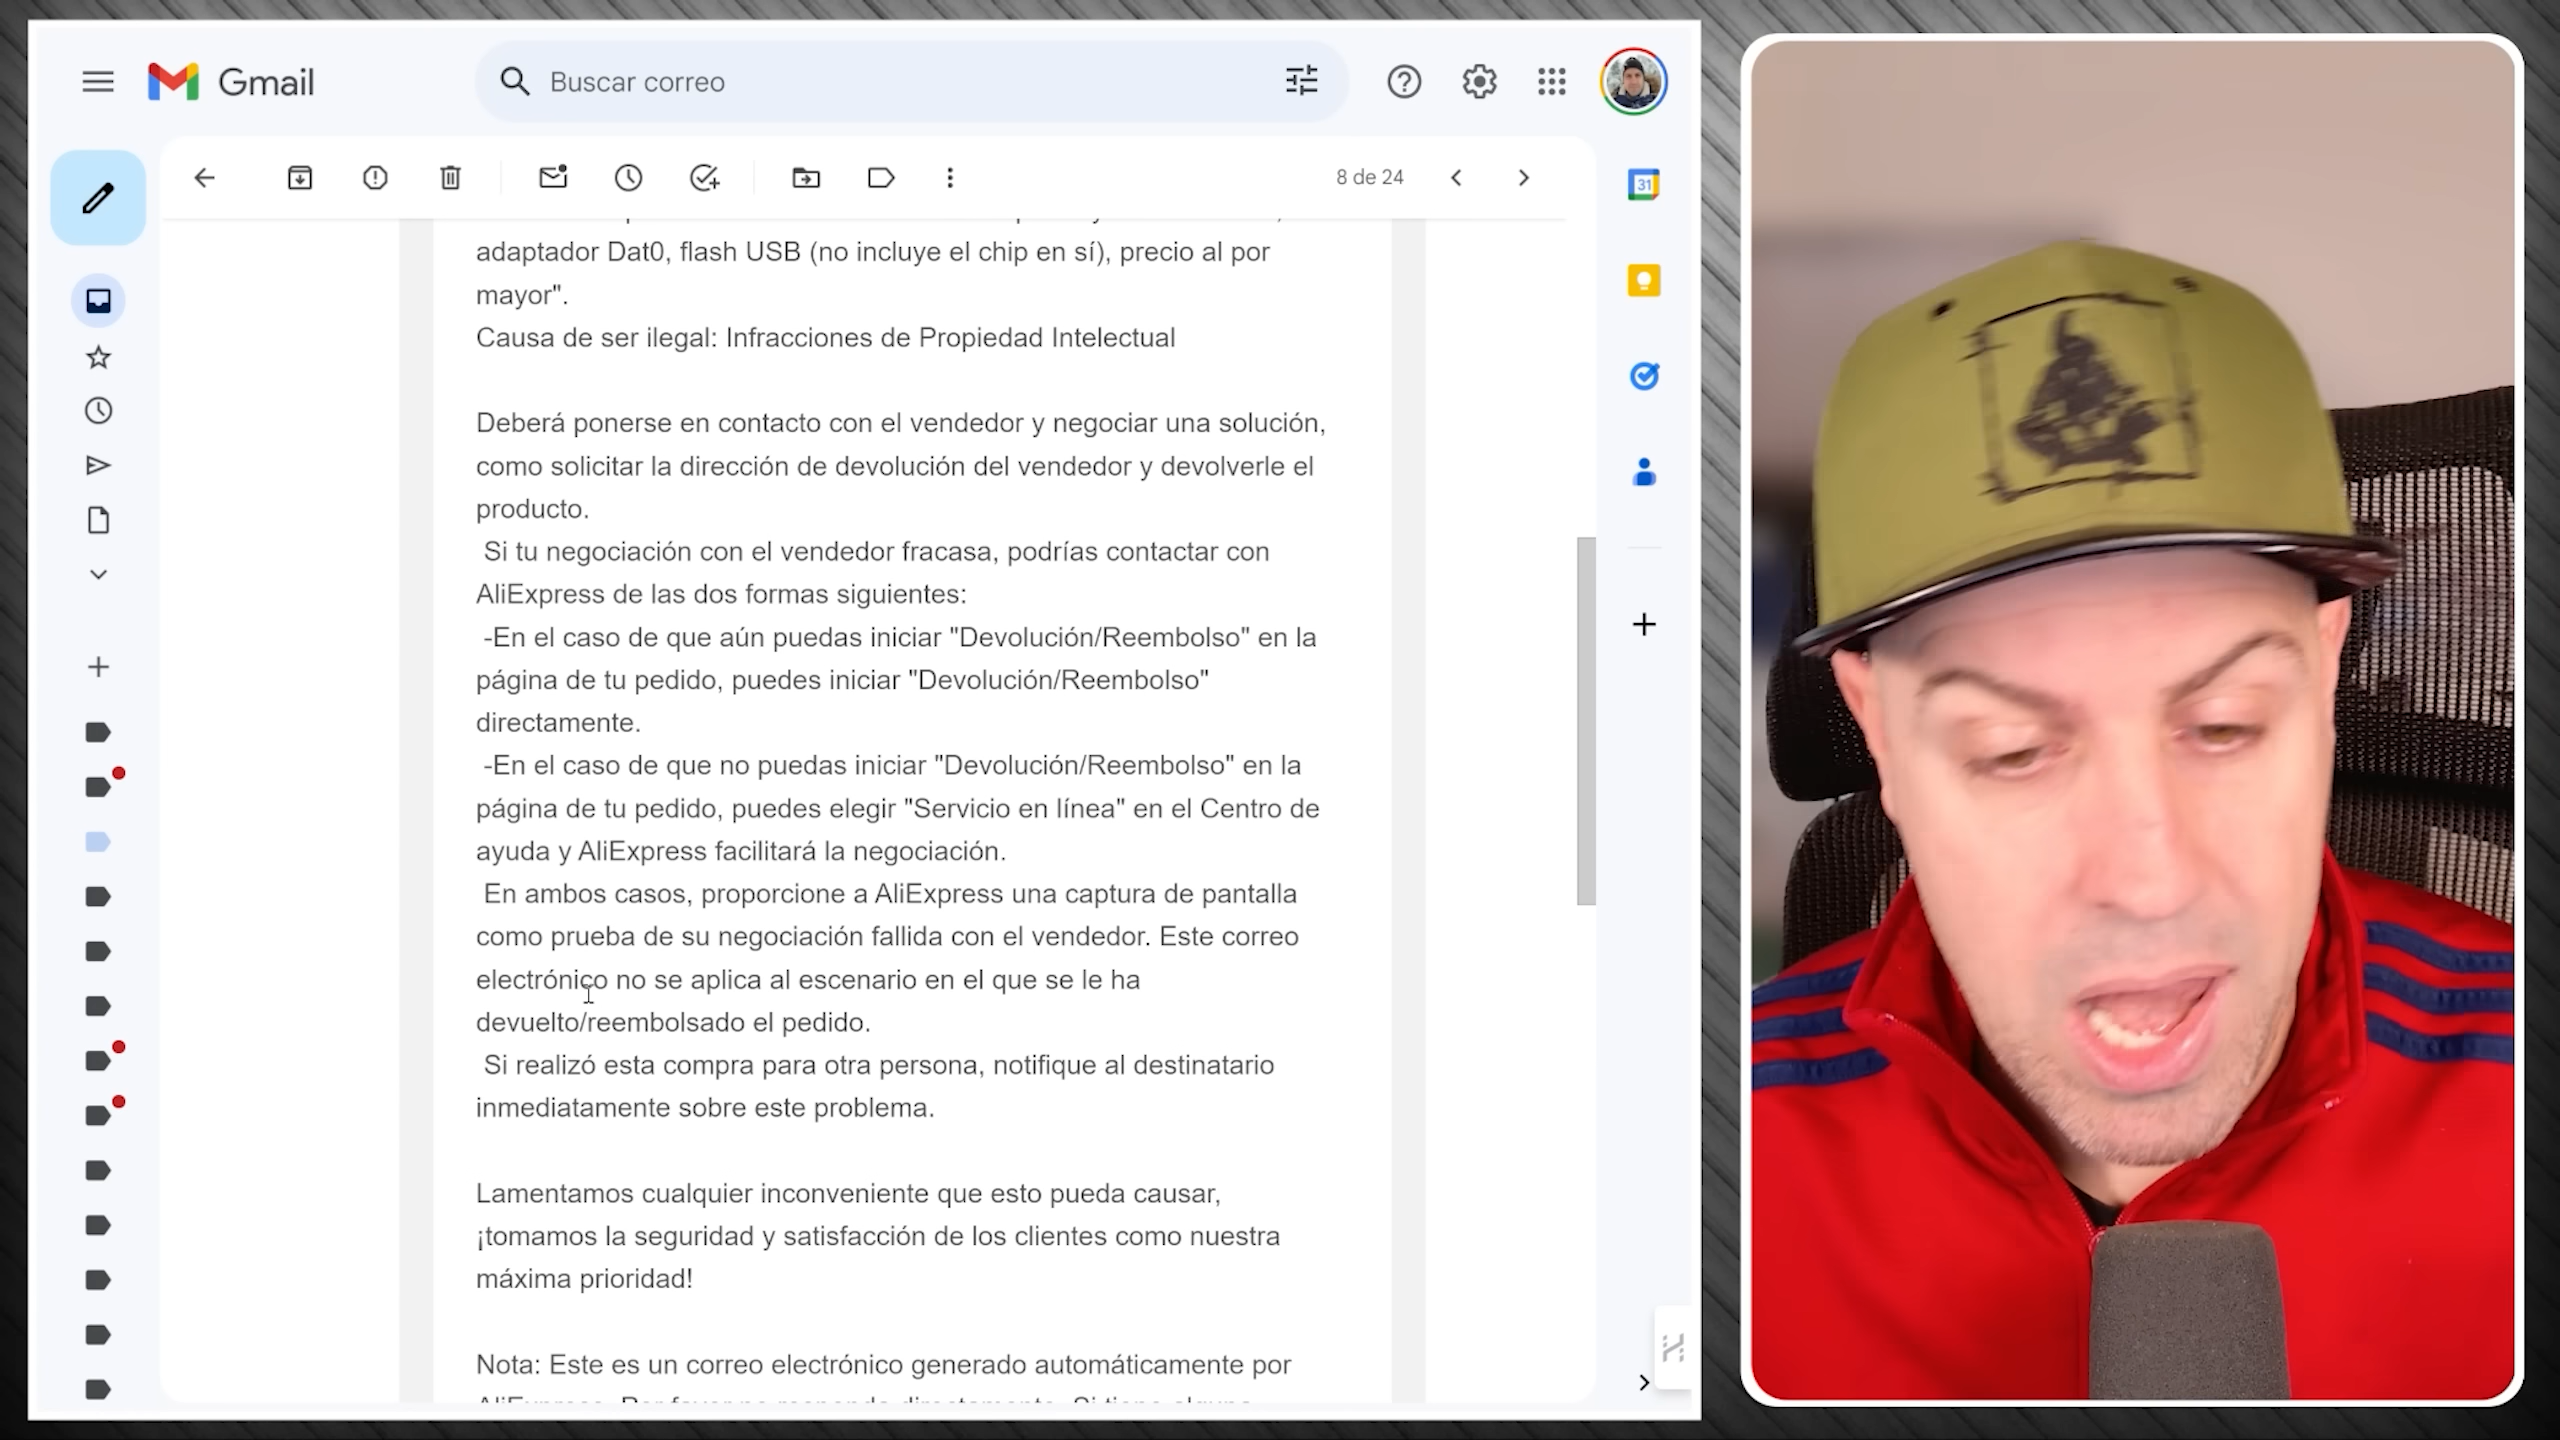 Gmail
Buscar correo
8 de 24
31
adaptador Dat0, flash USB (no incluye el chip en sí), precio al por
mayor".
Causa de ser ilegal: Infracciones de Propiedad Intelectual
Deberá ponerse en contacto con el vendedor y negociar una solución,
como solicitar la dirección de devolución del vendedor y devolverle el
producto.
Si tu negociación con el vendedor fracasa, podrías contactar con
AliExpress de las dos formas siguientes:
-En el caso de que aún puedas iniciar "Devolución/Reembolso" en la
página de tu pedido, puedes iniciar "Devolución/Reembolso"
directamente.
-En el caso de que no puedas iniciar "Devolución/Reembolso" en la
página de tu pedido, puedes elegir "Servicio en línea" en el Centro de
ayuda y AliExpress facilitará la negociación.
En ambos casos, proporcione a AliExpress una captura de pantalla
como prueba de su negociación fallida con el vendedor. Este correo
electrónico no se aplica al escenario en el que se le ha
devuelto/reembolsado el pedido.
Si realizó esta compra para otra persona, notifique al destinatario
inmediatamente sobre este problema.
Lamentamos cualquier inconveniente que esto pueda causar,
¡tomamos la seguridad y satisfacción de los clientes como nuestra
máxima prioridad!
Nota: Este es un correo electrónico generado automáticamente por